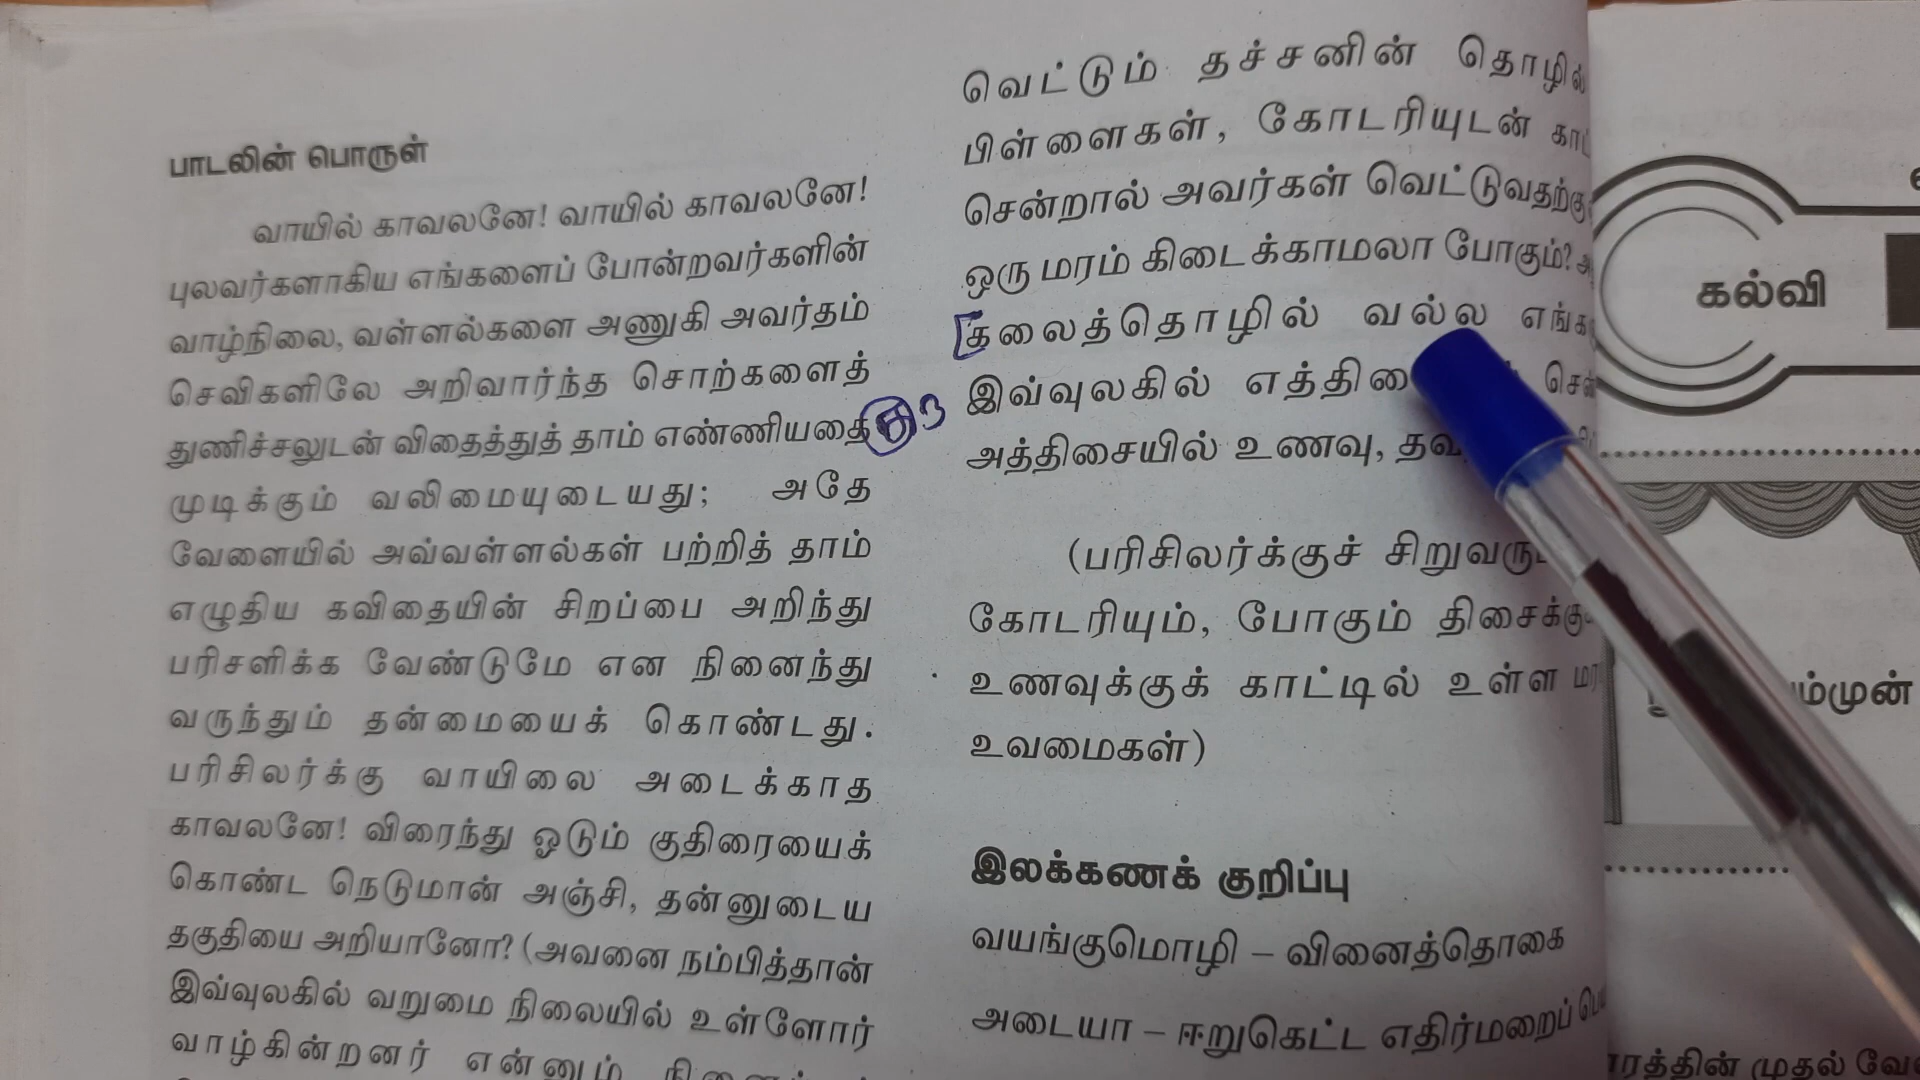 பாடலின் பொருள்
வாயில் காவலனே! வாயில் காவலனே!
புலவர்களாகிய எங்களைப் போன்றவர்களின்
வாழ்நிலை, வள்ளல்களை அணுகி அவர்தம்
செவிகளிலே அறிவார்ந்த சொற்களைத்
துணிச்சலுடன் விதைத்துத் தாம் எண்ணியதை
முடிக்கும் வலிமையுடையது; அதே
வேளையில் அவ்வள்ளல்கள் பற்றித் தாம்
எழுதிய கவிதையின் சிறப்பை அறிந்து
பரிசளிக்க வேண்டுமே என நினைந்து
வருந்தும் தன்மையைக் கொண்டது.
பரிசிலர்க்கு வாயிலை அடைக்காத
காவலனே! விரைந்து ஓடும் குதிரையைக்
கொண்ட நெடுமான் அஞ்சி, தன்னுடைய
தகுதியை அறியானோ? (அவனை நம்பித்தான்
இவ்வுலகில் வறுமை நிலையில் உள்ளோர்
வாழ்கின்றனர் என்னும்
வெட்டும் தச்சனின் தொழில்
பிள்ளைகள், கோடரியுடன்
சென்றால் அவர்கள் வெட்டுவதற்கு
ஒரு மரம் கிடைக்காமலா போகும்?
கலைத்தொழில் வல்ல
இவ்வுலகில்
அத்திசையில் உணவு,
(பரிசிலர்க்குச்
கோடரியும், போகும்
உணவுக்குக் காட்டில் உள்ள
உவமைகள்)
இலக்கணக் குறிப்பு
வயங்குமொழி – வினைத்தொகை
அடையா – ஈறுகெட்ட எதிர்மறைப்
கல்வி
முதல்